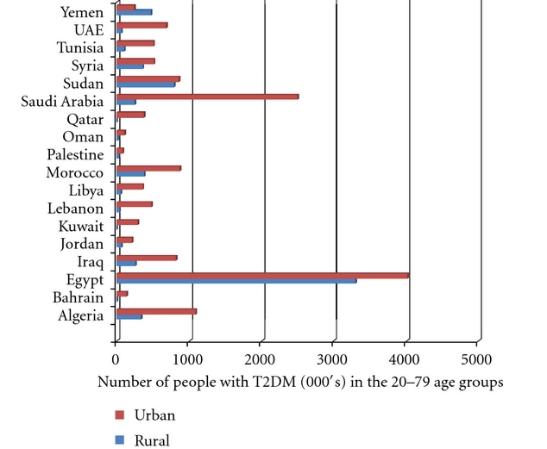 Yemen
UAE
Tunisia
Syria
Sudan
Saudi Arabia
Qatar
Oman
Palestine
Morocco
Libya
Lebanon
Kuwait
Jordan
Iraq
Egypt
Bahrain
Algeria
0 1000 2000 3000 4000 5000
Number of people with T2DM (000′s) in the 20–79 age groups
Urban
Rural